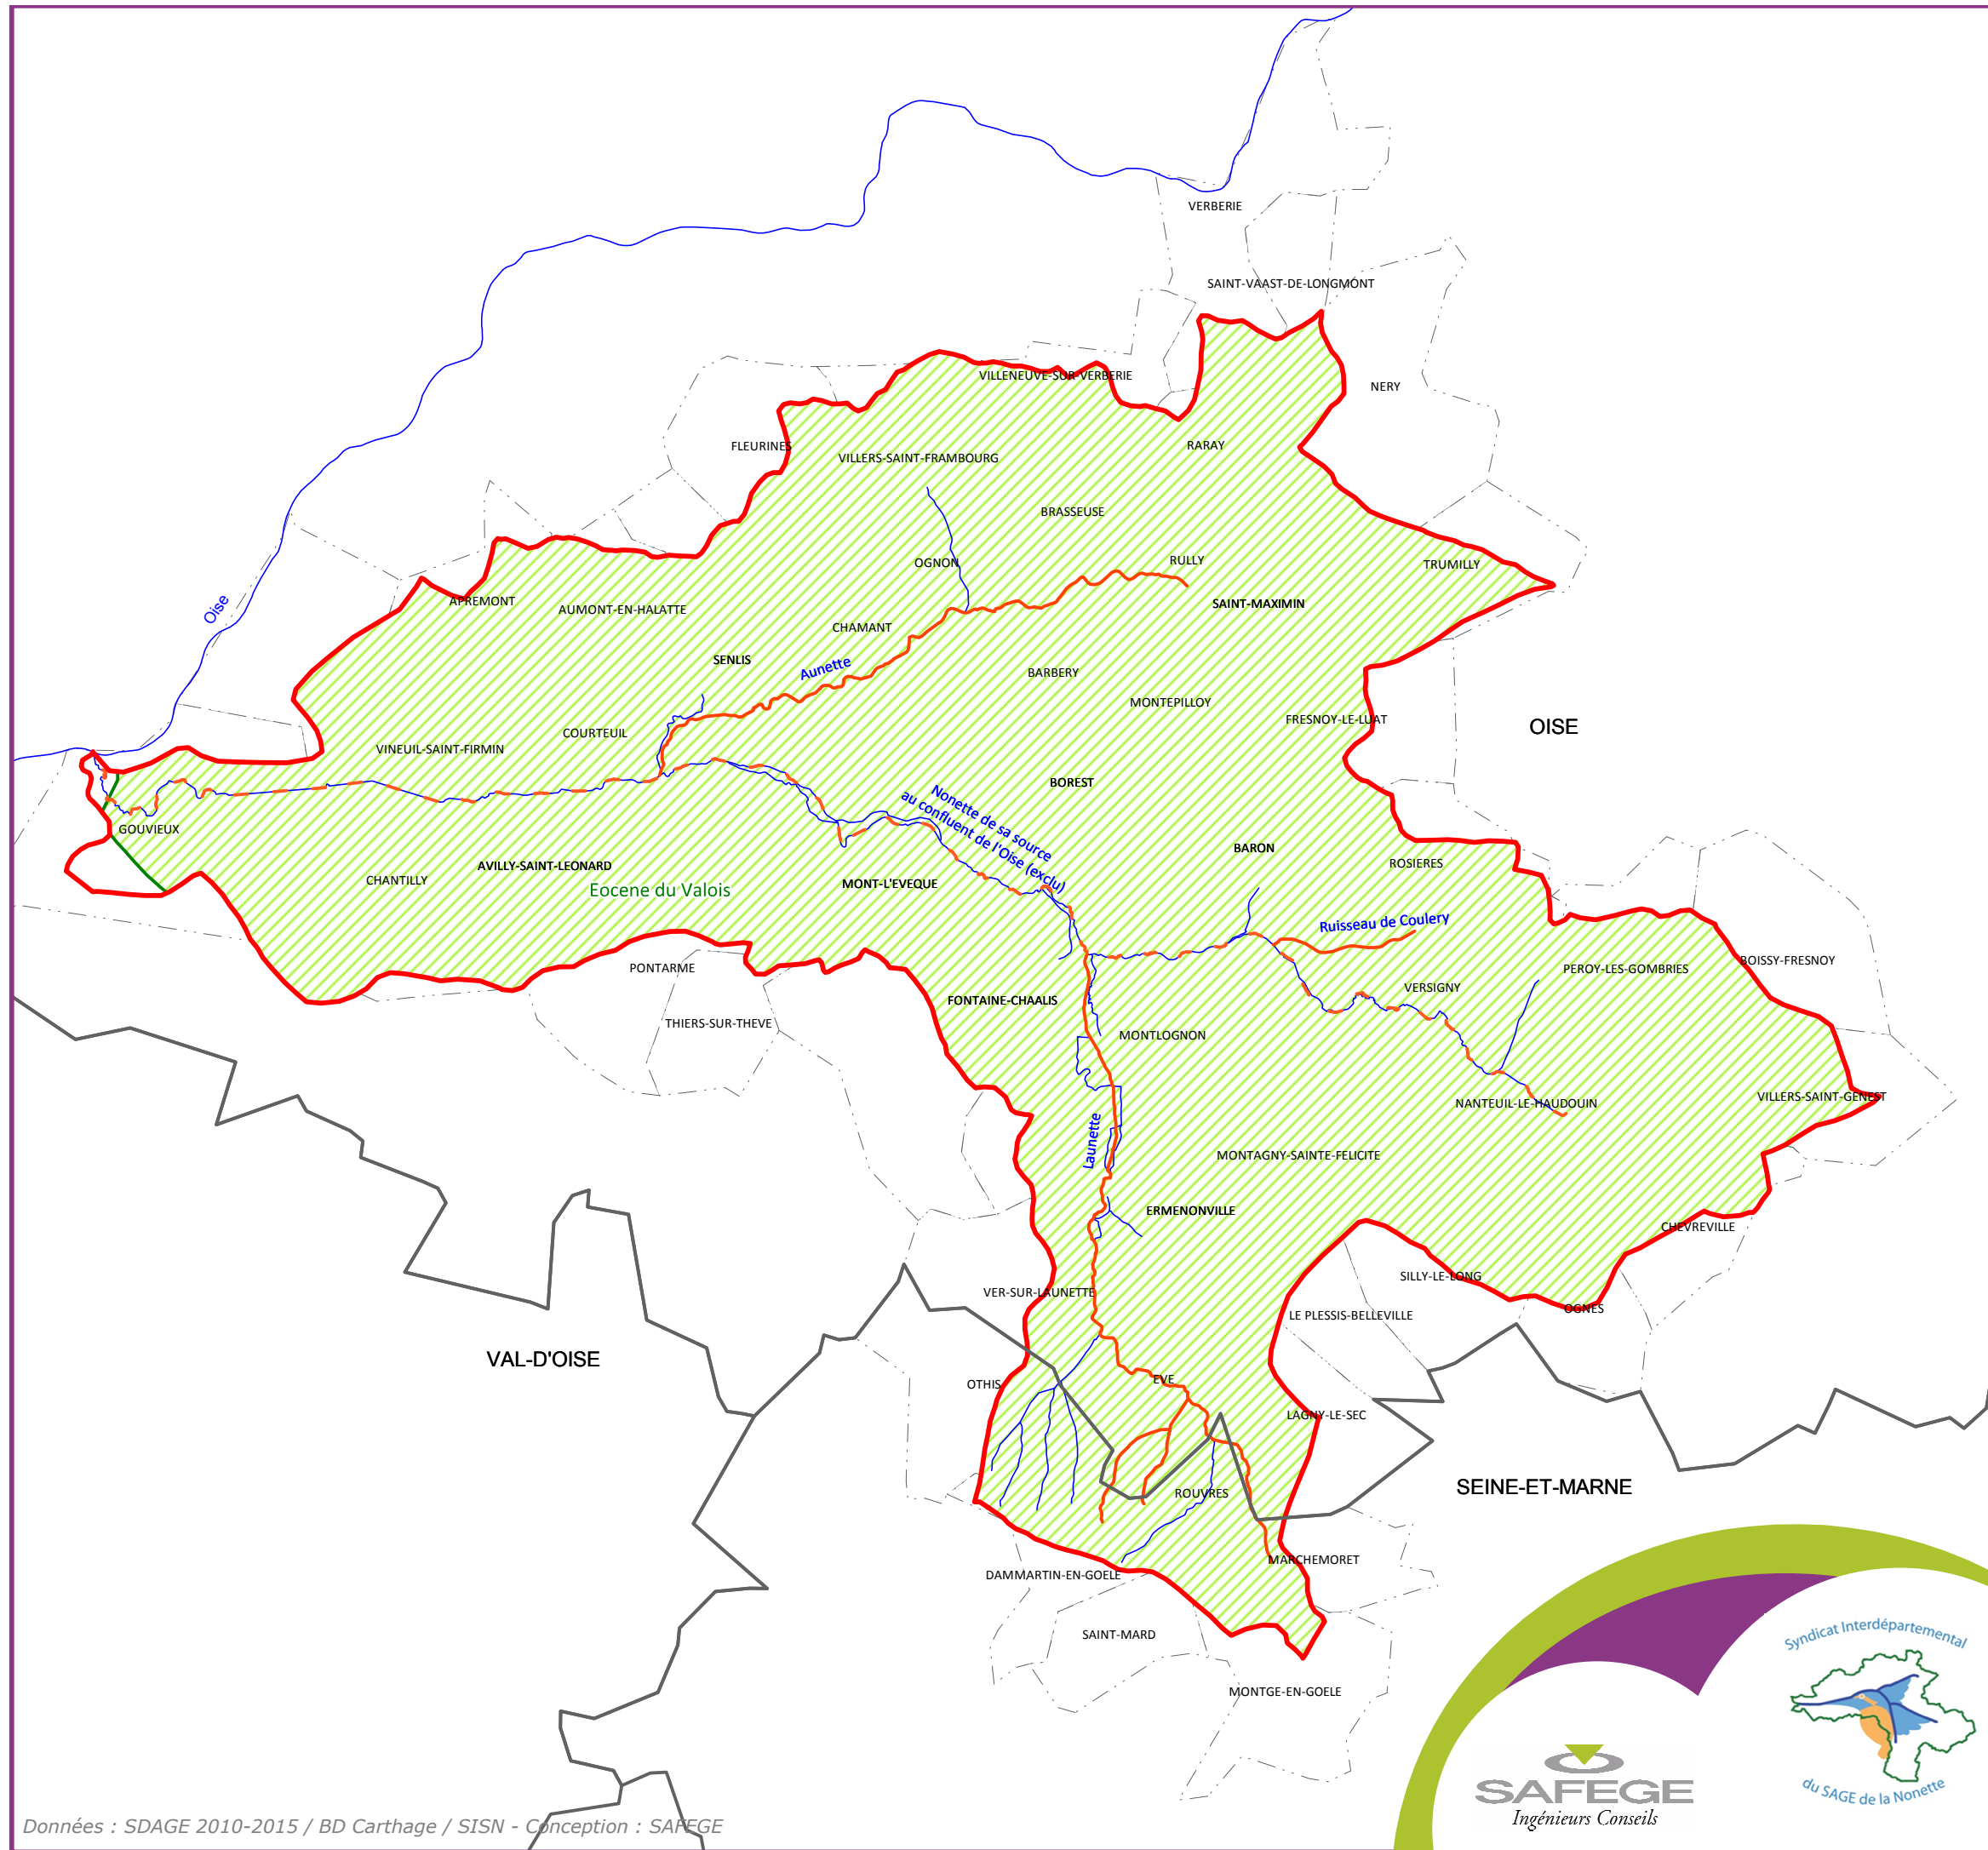 VERBERIE
SAINT-VAAST-DE-LONGMONT
VILLENEUVE-SUR-VERBERIE
NERY
FLEURINES
VILLERS-SAINT-FRAMBOURG
RARAY
BRASSEUSE
OGNON
RULLY
TRUMILLY
Oise
APREMONT
AUMONT-EN-HALATTE
SAINT-MAXIMIN
CHAMANT
SENLIS
Aunette
BARBERY
MONTEPILLOY
FRESNOY-LE-LUAT
OISE
COURTEUIL
VINEUIL-SAINT-FIRMIN
BOREST
Nonette de sa source
au confluent de l'Oise (exclu)
GOUVIEUX
BARON
ROSIERES
AVILLY-SAINT-LEONARD
CHANTILLY
MONT-L'EVEQUE
Eocene du Valois
Ruisseau de Coulery
PONTARME
PEROY-LES-GOMBRIES
BOISSY-FRESNOY
VERSIGNY
FONTAINE-CHAALIS
THIERS-SUR-THEVE
MONTLOGNON
NANTEUIL-LE-HAUDOUIN
VILLERS-SAINT-GENEST
Launette
MONTAGNY-SAINTE-FELICITE
ERMENONVILLE
CHEVREVILLE
SILLY-LE-LONG
VER-SUR-LAUNETTE
OGNES
LE PLESSIS-BELLEVILLE
VAL-D'OISE
EVE
OTHIS
LAGNY-LE-SEC
SEINE-ET-MARNE
ROUVRES
MARCHEMORET
DAMMARTIN-EN-GOELE
SAINT-MARD
MONTGE-EN-GOELE
Syndicat Interdépartemental
du SAGE de la Nonette
SAFEGE
Ingénieurs Conseils
Données : SDAGE 2010-2015 / BD Carthage / SISN - Conception : SAFEGE